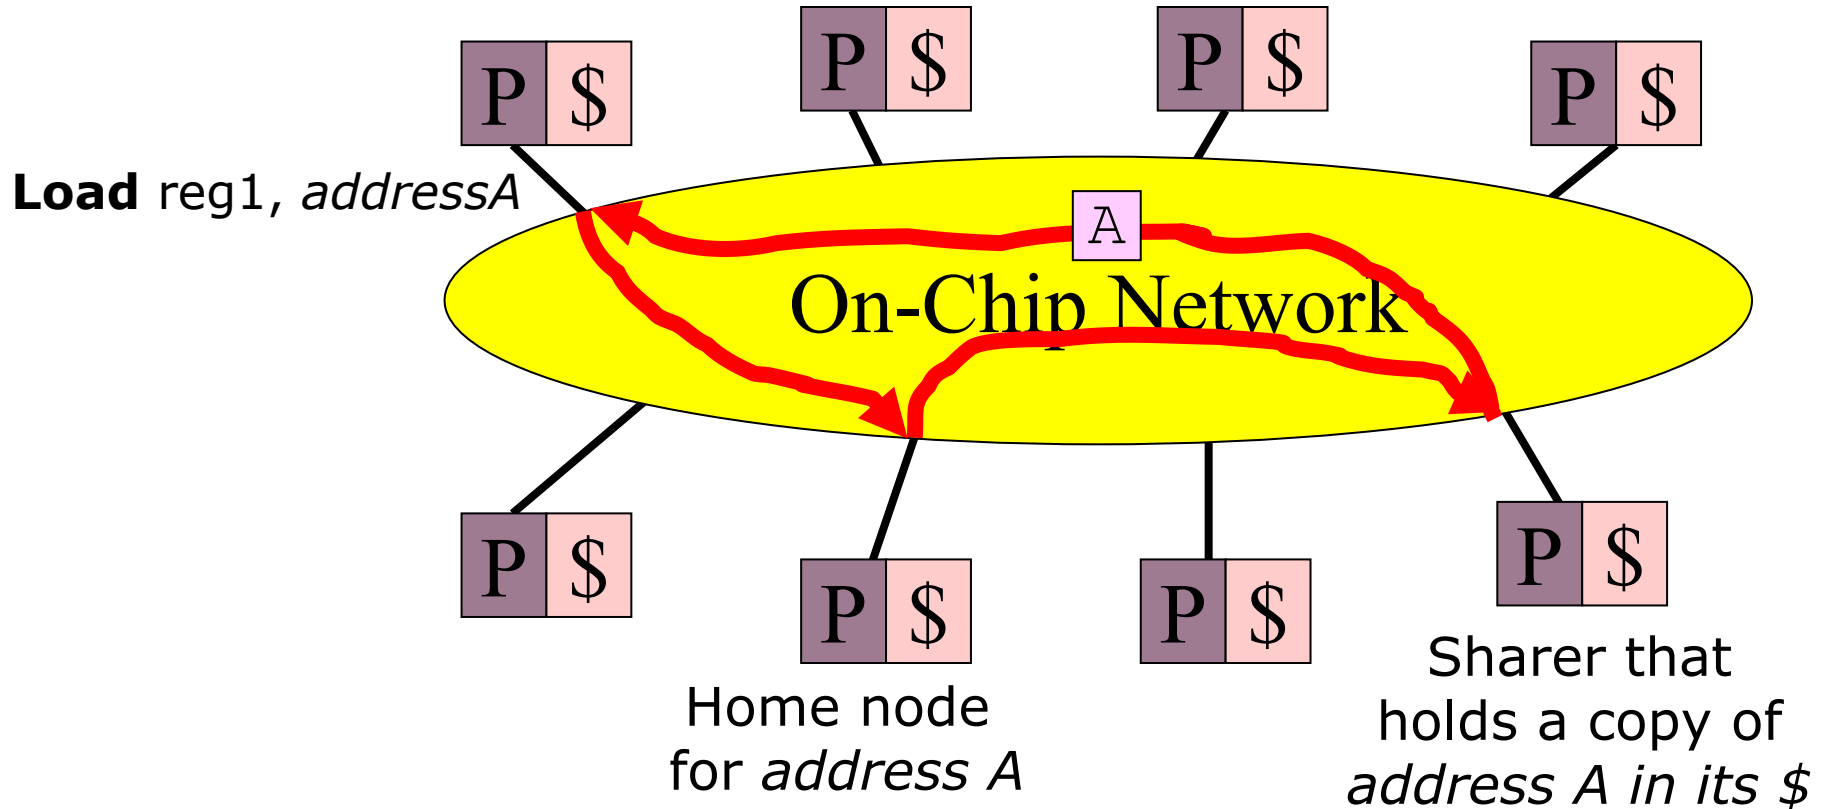 P $
P $
P $
P $
Load reg1, addressA
A
On-Chip Network
P $
P $
P $
P $
Home node
for address A
Sharer that
holds a copy of
address A in its $